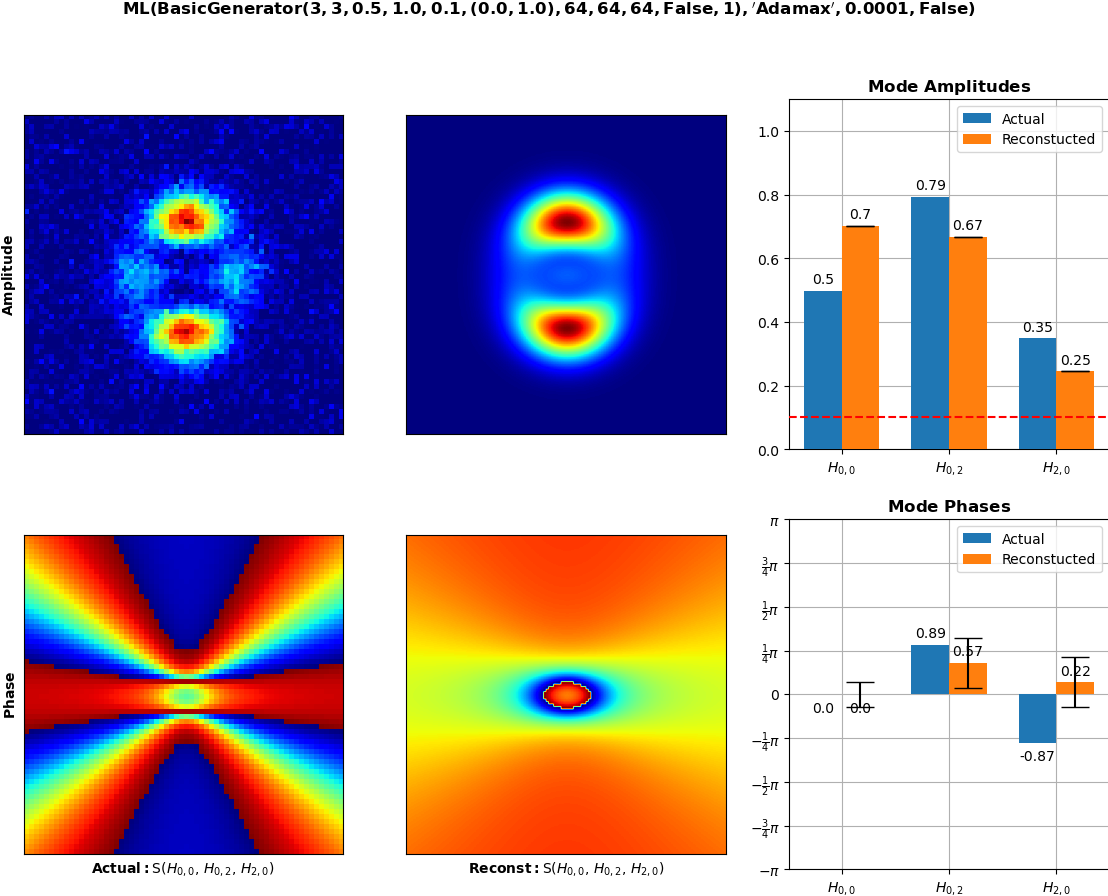 ML(BasicGenerator(3, 3, 0.5, 1.0, 0.1, (0.0, 1.0), 64, 64, 64, False, 1), ′Adamax′, 0.0001, False)
Amplitude
Mode Amplitudes
Actual
Reconstucted
1.0
0.8
0.6
0.4
0.2
0.0
0.5
0.7
0.79
0.67
0.35
0.25
H0,0
H0,2
H2,0
Phase
Actual: S(H0,0, H0,2, H2,0)
Reconst: S(H0,0, H0,2, H2,0)
Mode Phases
Actual
Reconstucted
π
3/4π
1/2π
1/4π
0
−1/4π
−1/2π
−3/4π
−π
0.0
0.0
0.89
0.57
-0.87
0.22
H0,0
H0,2
H2,0